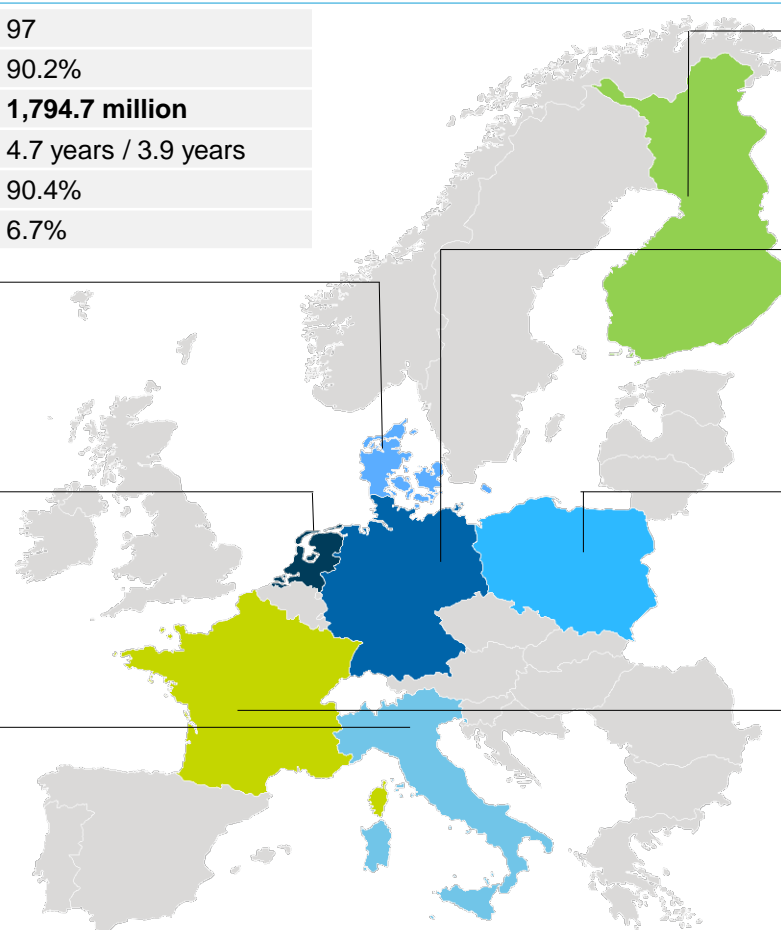 97
90.2%
1,794.7 million
4.7 years / 3.9 years
90.4%
6.7%